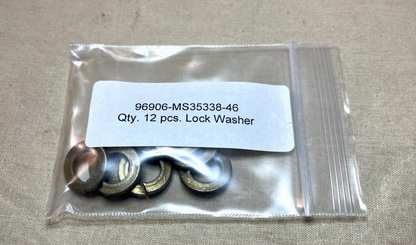 96906-MS35338-46
Qty. 12 pcs. Lock Washer